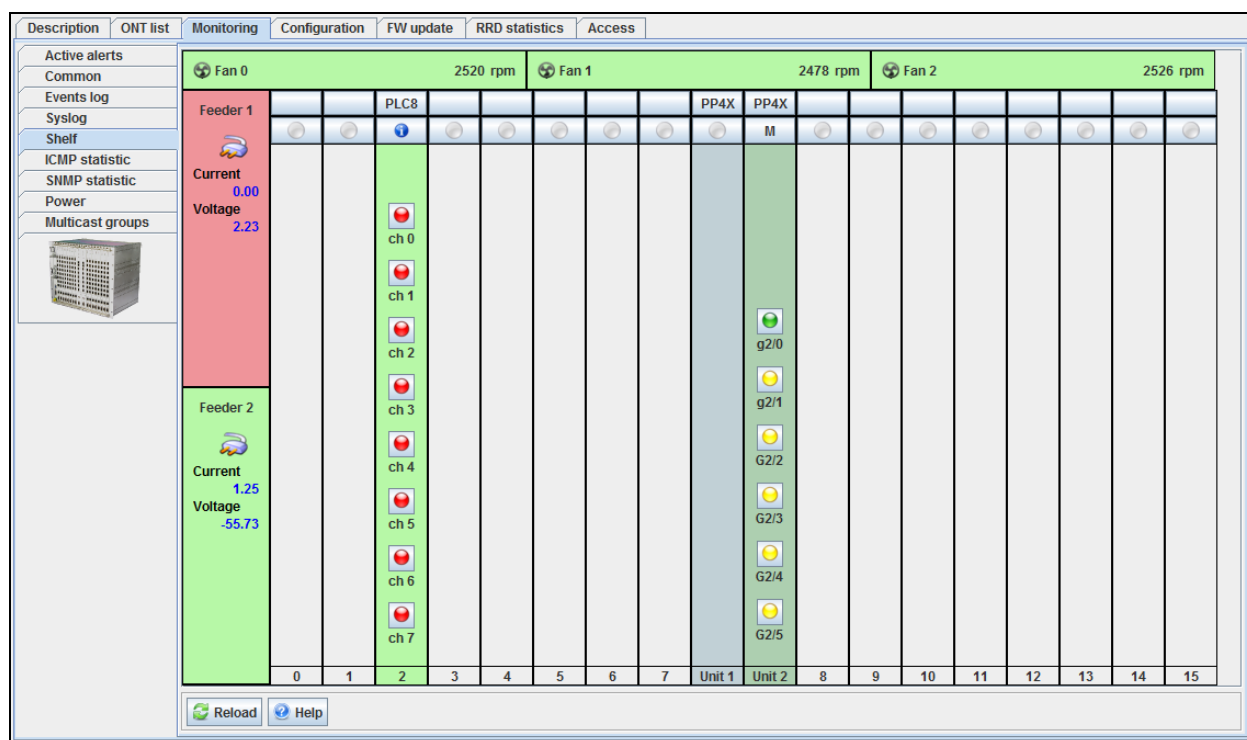 Description ONT list Monitoring Configuration FW update RRD statistics Access
Active alerts
Common
Events log
Syslog
Shelf
ICMP statistic
SNMP statistic
Power
Multicast groups
Fan 0 2520 rpm Fan 1 2478 rpm Fan 2 2526 rpm
Feeder 1
Current
0.00
Voltage
2.23
Feeder 2
Current
1.25
Voltage
-55.73
PLC8 PP4X PP4X
M
ch 0
ch 1
ch 2
ch 3
ch 4
ch 5
ch 6
ch 7
g2/0
g2/1
G2/2
G2/3
G2/4
G2/5
0 1 2 3 4 5 6 7 Unit 1 Unit 2 8 9 10 11 12 13 14 15
Reload Help